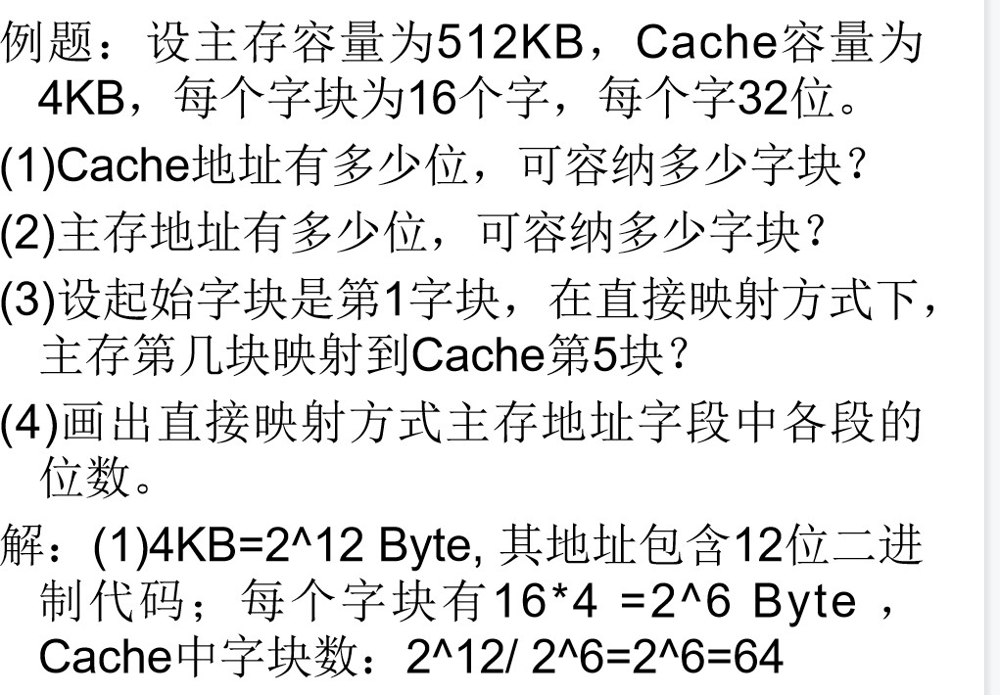 例题：设主存容量为512KB，Cache容量为
4KB，每个字块为16个字，每个字32位。
(1)Cache地址有多少位，可容纳多少字块？
(2)主存地址有多少位，可容纳多少字块？
(3)设起始字块是第1字块，在直接映射方式下，
主存第几块映射到Cache第5块？
(4)画出直接映射方式主存地址字段中各段的
位数。
解：(1)4KB=2^12 Byte, 其地址包含12位二进
制代码；每个字块有16*4 =2^6 Byte ，
Cache中字块数：2^12/ 2^6=2^6=64